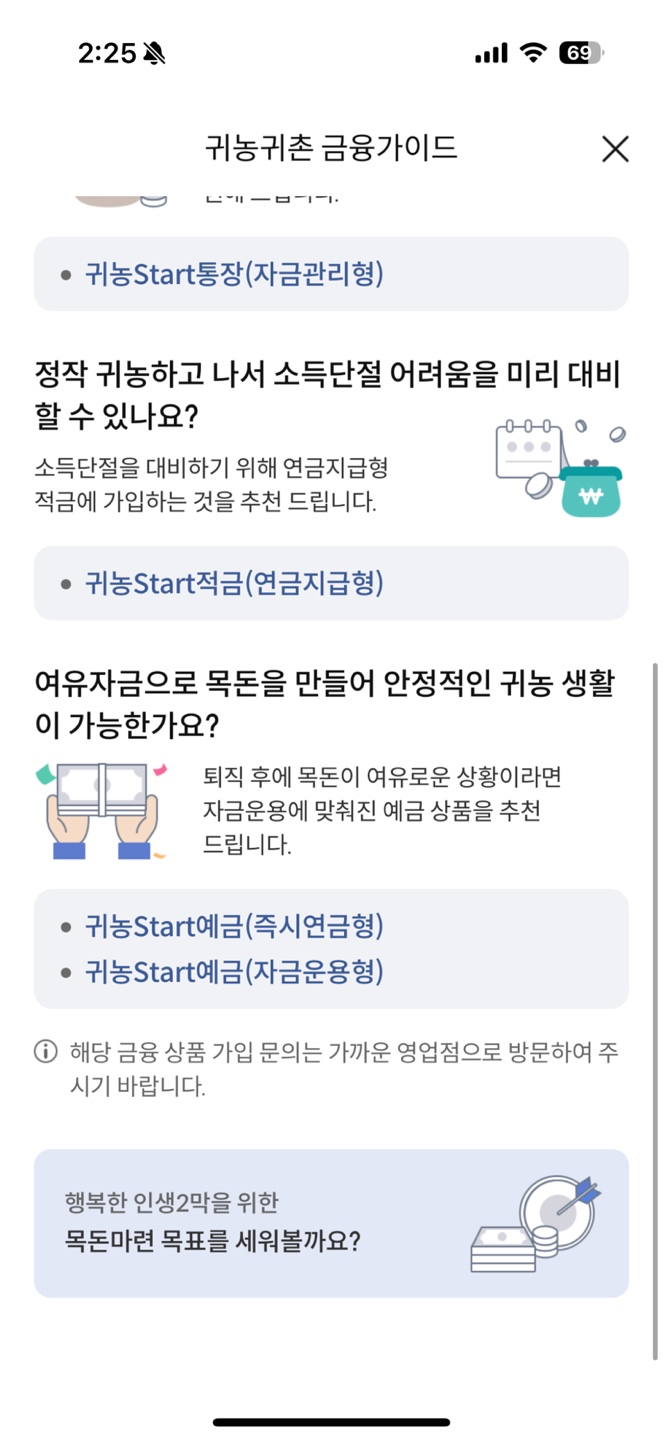 2:25
69
귀농귀촌 금융가이드
귀농Start통장(자금관리형)
정작 귀농하고 나서 소득단절 어려움을 미리 대비
할 수 있나요?
소득단절을 대비하기 위해 연금지급형
적금에 가입하는 것을 추천 드립니다.
₩
귀농Start적금(연금지급형)
여유자금으로 목돈을 만들어 안정적인 귀농 생활
이 가능한가요?
퇴직 후에 목돈이 여유로운 상황이라면
자금운용에 맞춰진 예금 상품을 추천
드립니다.
귀농Start예금(즉시연금형)
귀농Start예금(자금운용형)
해당 금융 상품 가입 문의는 가까운 영업점으로 방문하여 주
시기 바랍니다.
행복한 인생2막을 위한
목돈마련 목표를 세워볼까요?